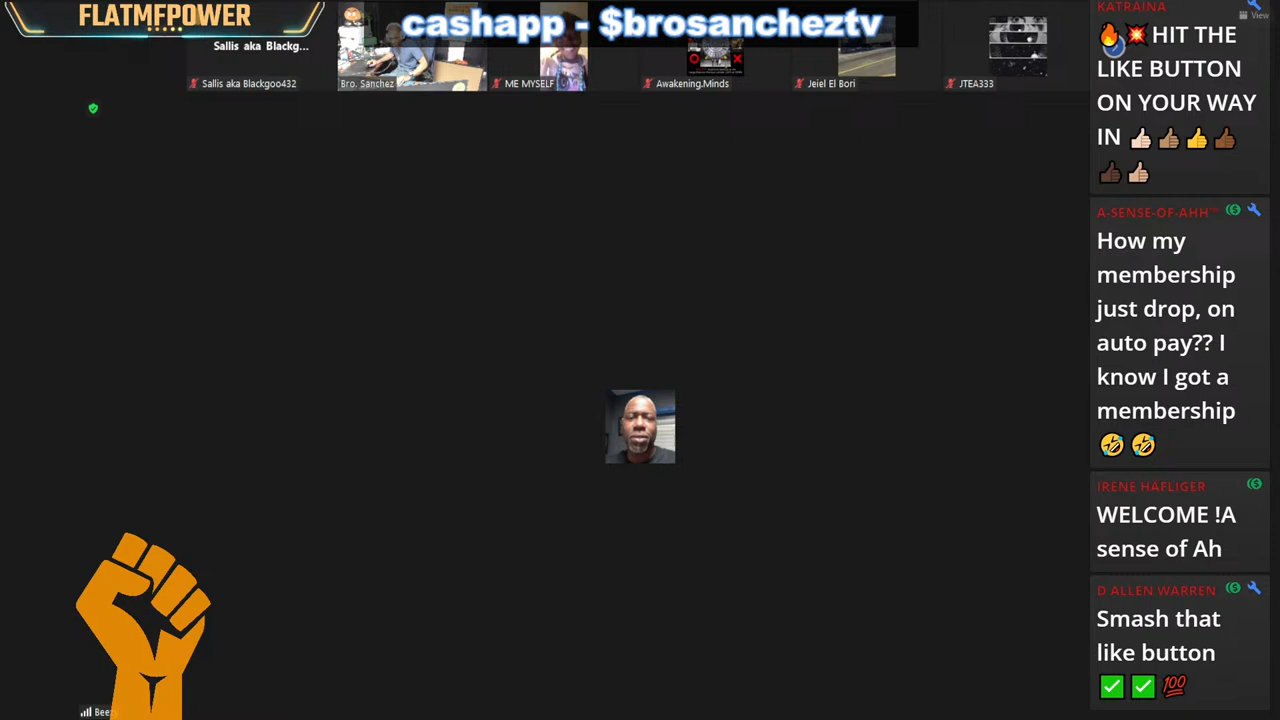 FLATMFPOWER
cashapp - $brosancheztv
Sallis aka Blackg...
Sallis aka Blackgoo432
Bro. Sanchez
ME MYSELF
Awakening.Minds
Jeiel El Bori
JTEA333
View
KATRAINA
🔥💥 HIT THE
LIKE BUTTON
ON YOUR WAY
IN 👍🏻👍🏽👍👍🏾
👍🏿👍🏼
A-SENSE-OF-AHH™
How my
membership
just drop, on
auto pay?? I
know I got a
membership
🤣🤣
IRENE HAFLIGER
WELCOME !A
sense of Ah
D ALLEN WARREN
Smash that
like button
✅✅💯